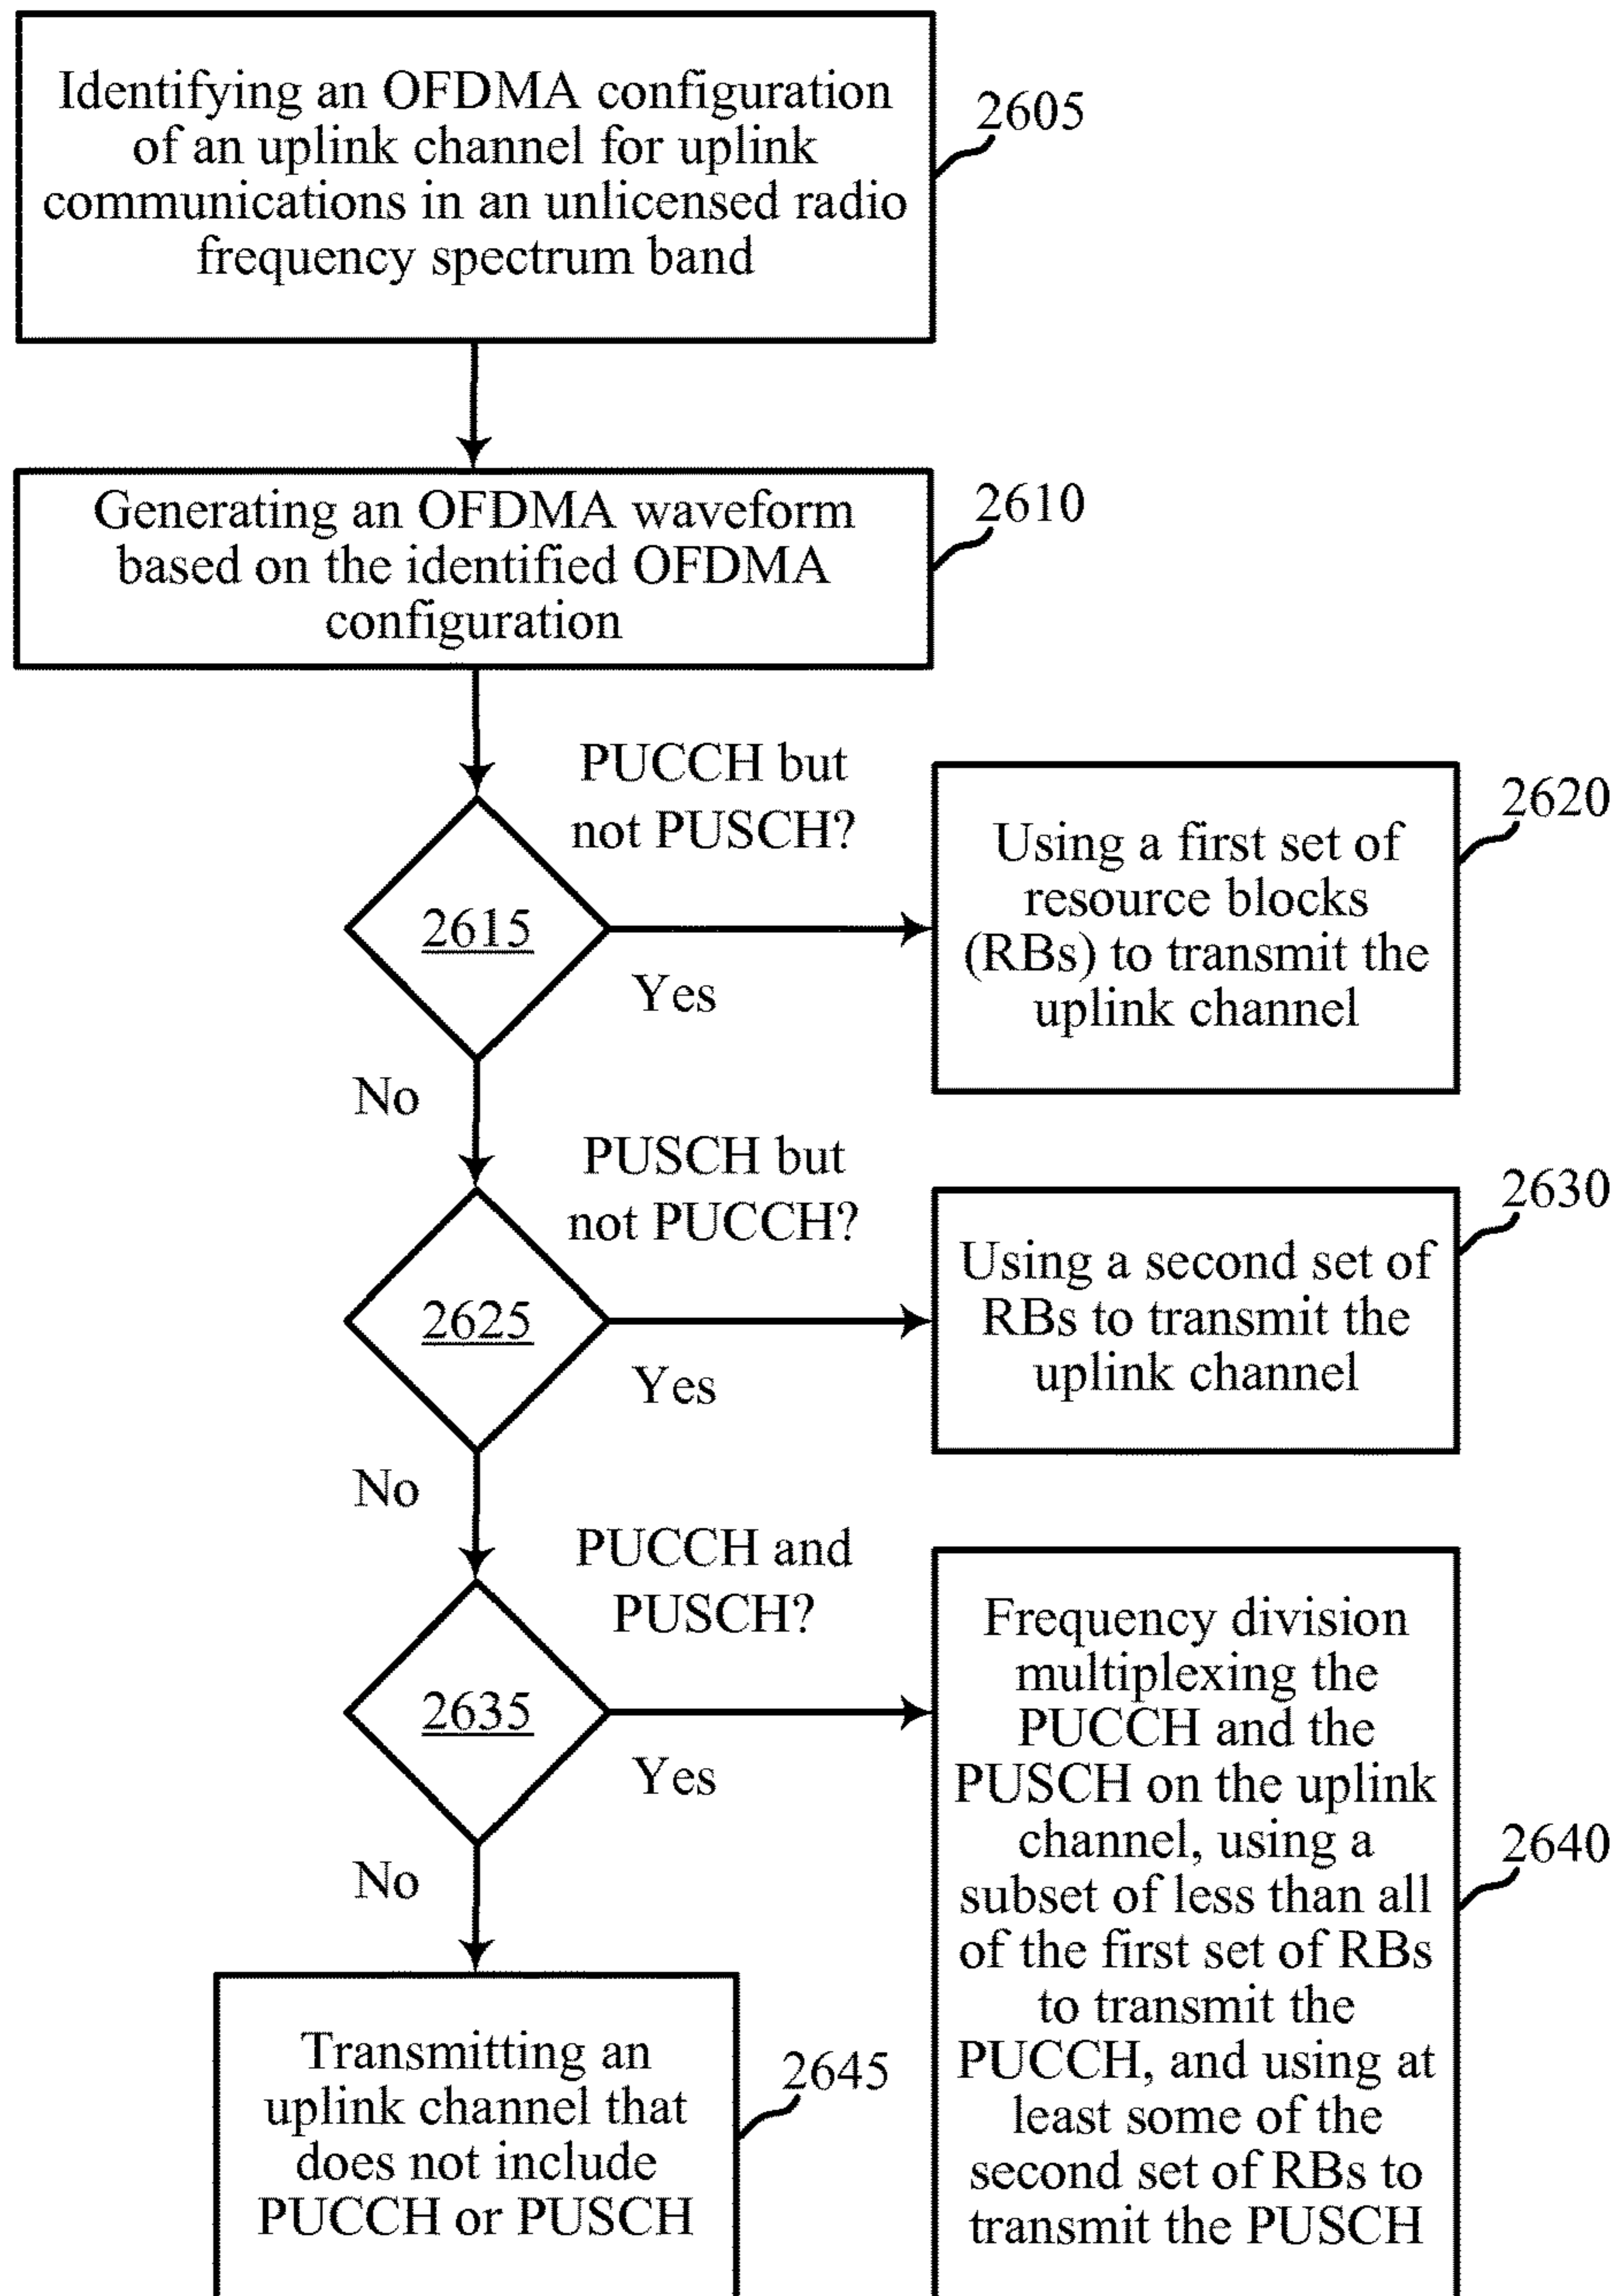 Identifying an OFDMA configuration
of an uplink channel for uplink
communications in an unlicensed radio
frequency spectrum band
2605
Generating an OFDMA waveform
based on the identified OFDMA
configuration
2610
PUCCH but
not PUSCH?
2615
Yes
No
Using a first set of
resource blocks
(RBs) to transmit the
uplink channel
2620
PUSCH but
not PUCCH?
2625
Yes
No
Using a second set of
RBs to transmit the
uplink channel
2630
PUCCH and
PUSCH?
2635
Yes
No
Frequency division
multiplexing the
PUCCH and the
PUSCH on the uplink
channel, using a
subset of less than all
of the first set of RBs
to transmit the
PUCCH, and using at
least some of the
second set of RBs to
transmit the PUSCH
2640
Transmitting an
uplink channel that
does not include
PUCCH or PUSCH
2645